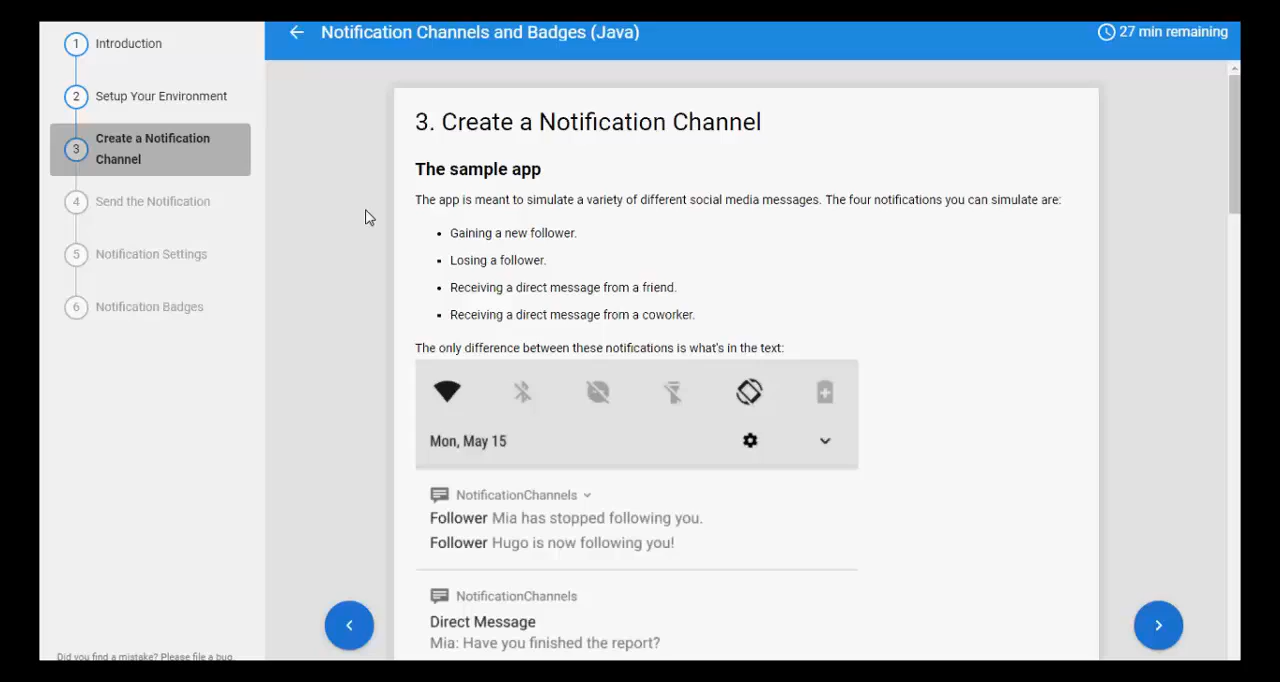 1 Introduction
2 Setup Your Environment
3 Create a Notification
Channel
4 Send the Notification
5 Notification Settings
6 Notification Badges
Did you find a mistake? Please file a bug.
Notification Channels and Badges (Java)
27 min remaining
3. Create a Notification Channel
The sample app
The app is meant to simulate a variety of different social media messages. The four notifications you can simulate are:
• Gaining a new follower.
• Losing a follower.
• Receiving a direct message from a friend.
• Receiving a direct message from a coworker.
The only difference between these notifications is what's in the text:
Mon, May 15
NotificationChannels
Follower Mia has stopped following you.
Follower Hugo is now following you!
NotificationChannels
Direct Message
Mia: Have you finished the report?